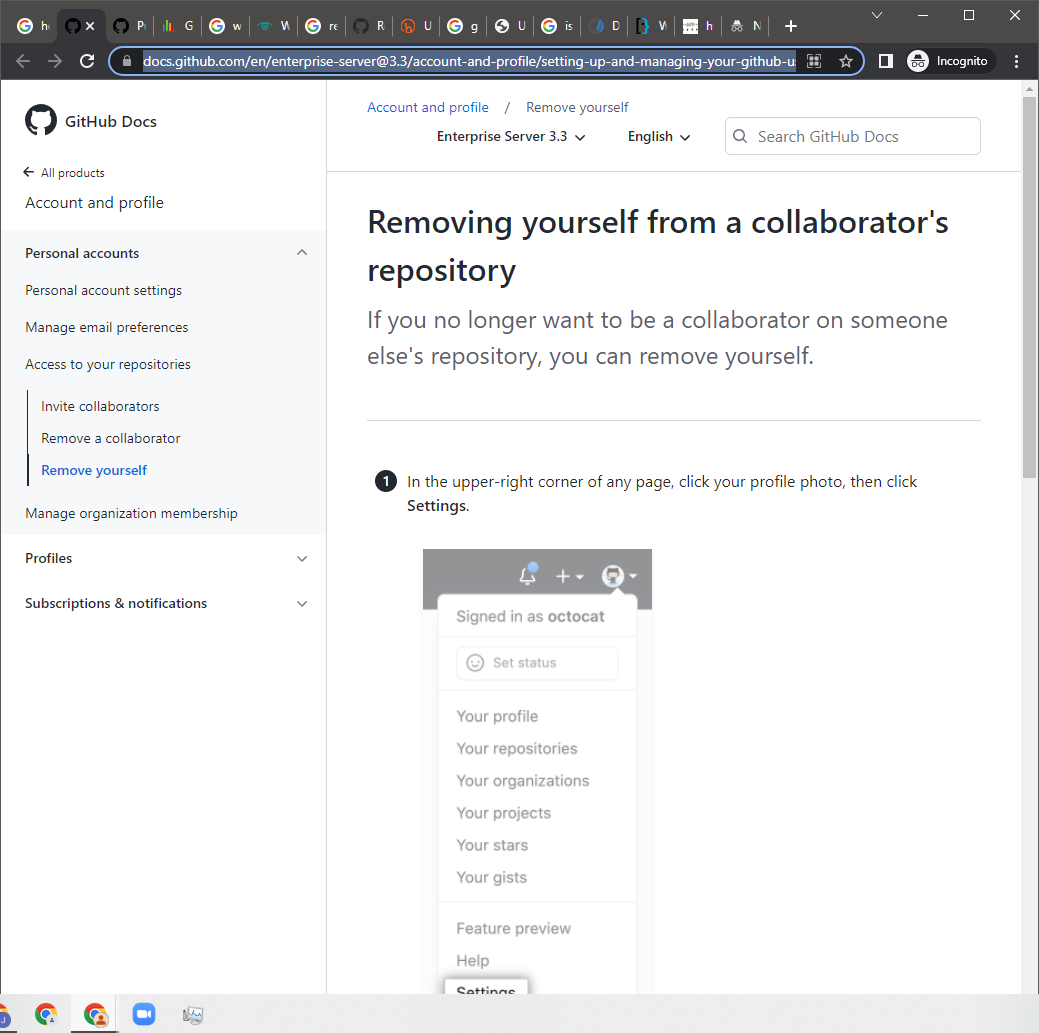 h
P
G
w
W
re
R
U
g
U
is
D
W
h
N
docs.github.com/en/enterprise-server@3.3/account-and-profile/setting-up-and-managing-your-github-u
Incognito
GitHub Docs
All products
Account and profile
Personal accounts
Personal account settings
Manage email preferences
Access to your repositories
Invite collaborators
Remove a collaborator
Remove yourself
Manage organization membership
Profiles
Subscriptions & notifications
Account and profile / Remove yourself
Enterprise Server 3.3 English Search GitHub Docs
Removing yourself from a collaborator's
repository
If you no longer want to be a collaborator on someone
else's repository, you can remove yourself.
1 In the upper-right corner of any page, click your profile photo, then click
Settings.
Signed in as octocat
Set status
Your profile
Your repositories
Your organizations
Your projects
Your stars
Your gists
Feature preview
Help
Settings